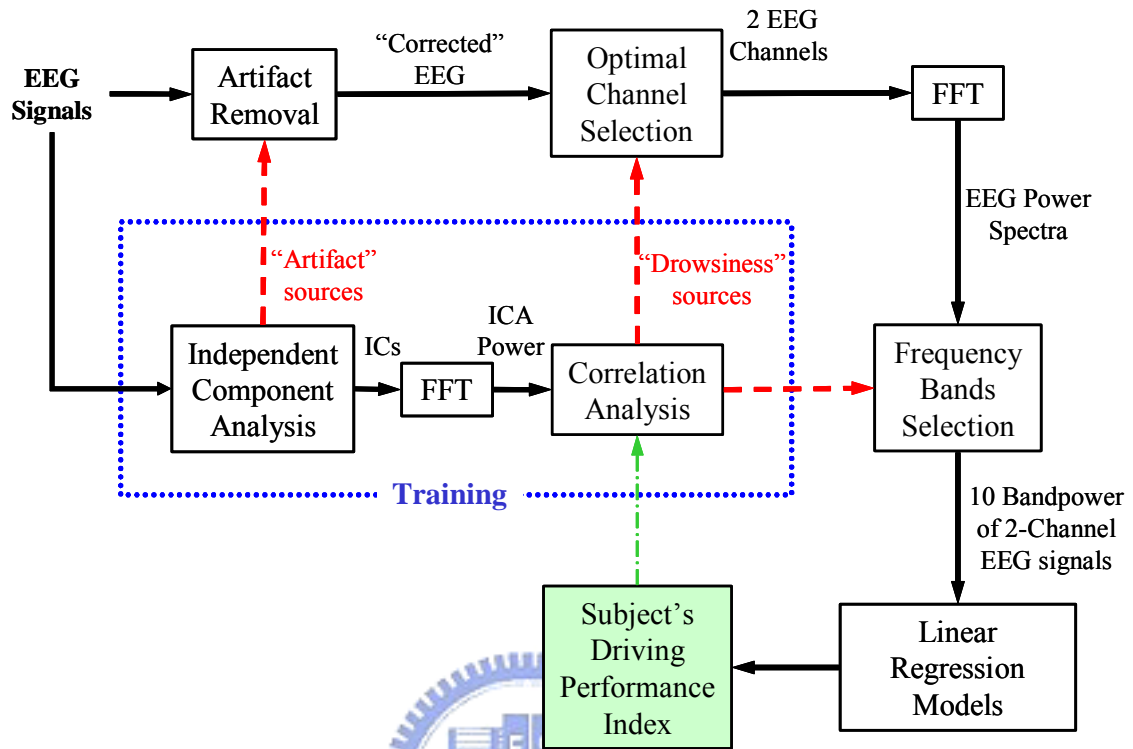 EEG
Signals
Artifact
Removal
“Corrected”
EEG
Optimal
Channel
Selection
2 EEG
Channels
FFT
EEG Power
Spectra
“Artifact”
sources
“Drowsiness”
sources
Independent
Component
Analysis
ICs
FFT
ICA
Power
Correlation
Analysis
Frequency
Bands
Selection
Training
10 Bandpower
of 2-Channel
EEG signals
Subject’s
Driving
Performance
Index
Linear
Regression
Models